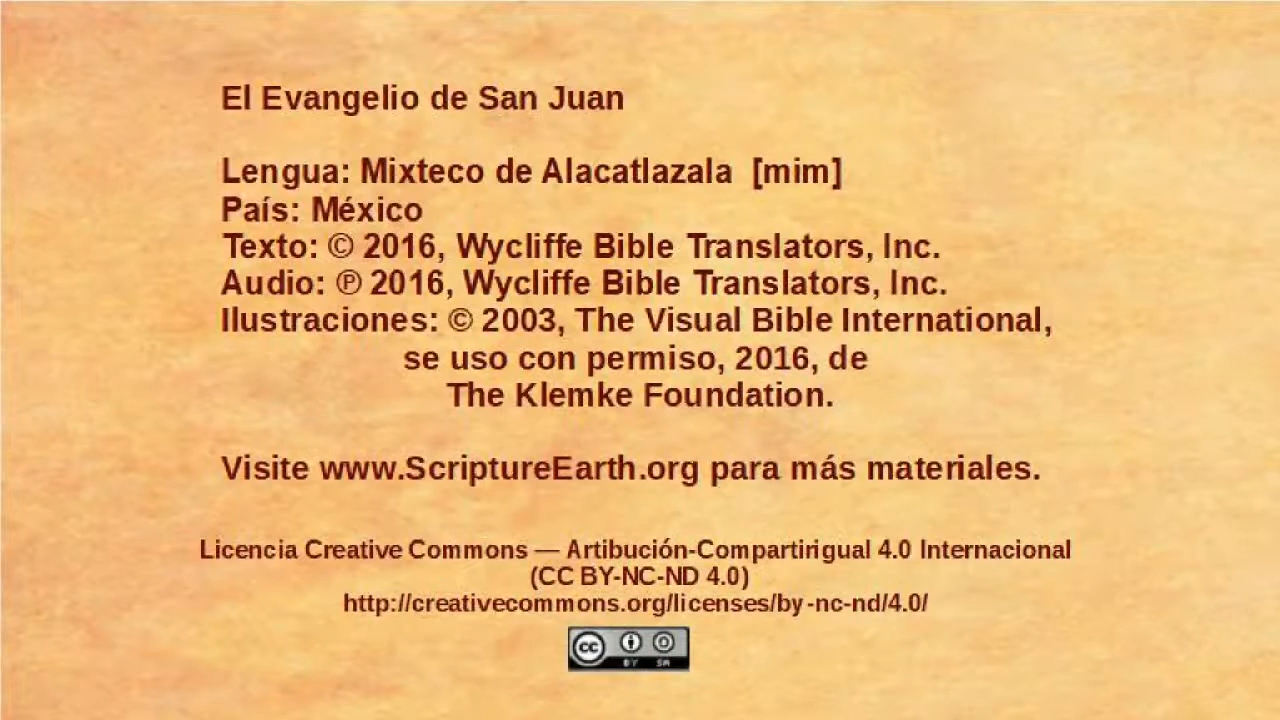 El Evangelio de San Juan
Lengua: Mixteco de Alacatlazala [mim]
País: México
Texto: © 2016, Wycliffe Bible Translators, Inc.
Audio: ℗ 2016, Wycliffe Bible Translators, Inc.
Ilustraciones: © 2003, The Visual Bible International,
se uso con permiso, 2016, de
The Klemke Foundation.
Visite www.ScriptureEarth.org para más materiales.
Licencia Creative Commons — Artibución-Compartirigual 4.0 Internacional
(CC BY-NC-ND 4.0)
http://creativecommons.org/licenses/by-nc-nd/4.0/
cc BY SA